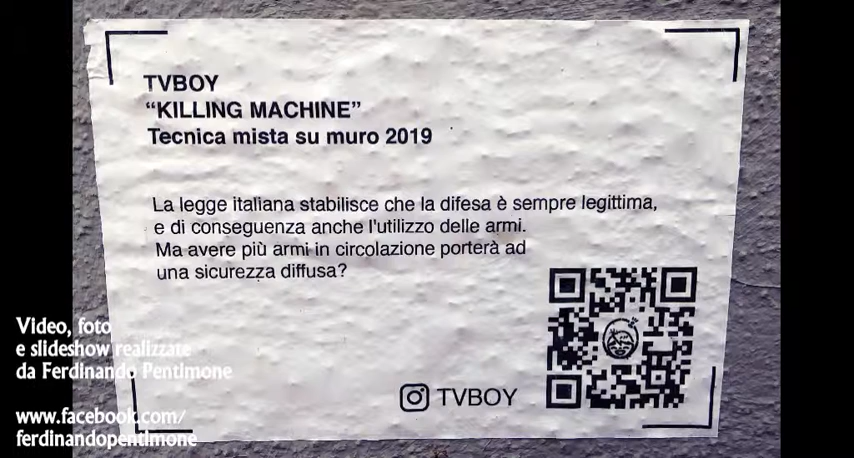 TVBOY
“KILLING MACHINE”
Tecnica mista su muro 2019
La legge italiana stabilisce che la difesa è sempre legittima,
e di conseguenza anche l'utilizzo delle armi.
Ma avere più armi in circolazione porterà ad
una sicurezza diffusa?
TVBOY
Video, foto
e slideshow realizzate
da Ferdinando Pentimone
www.facebook.com/
ferdinandopentimone